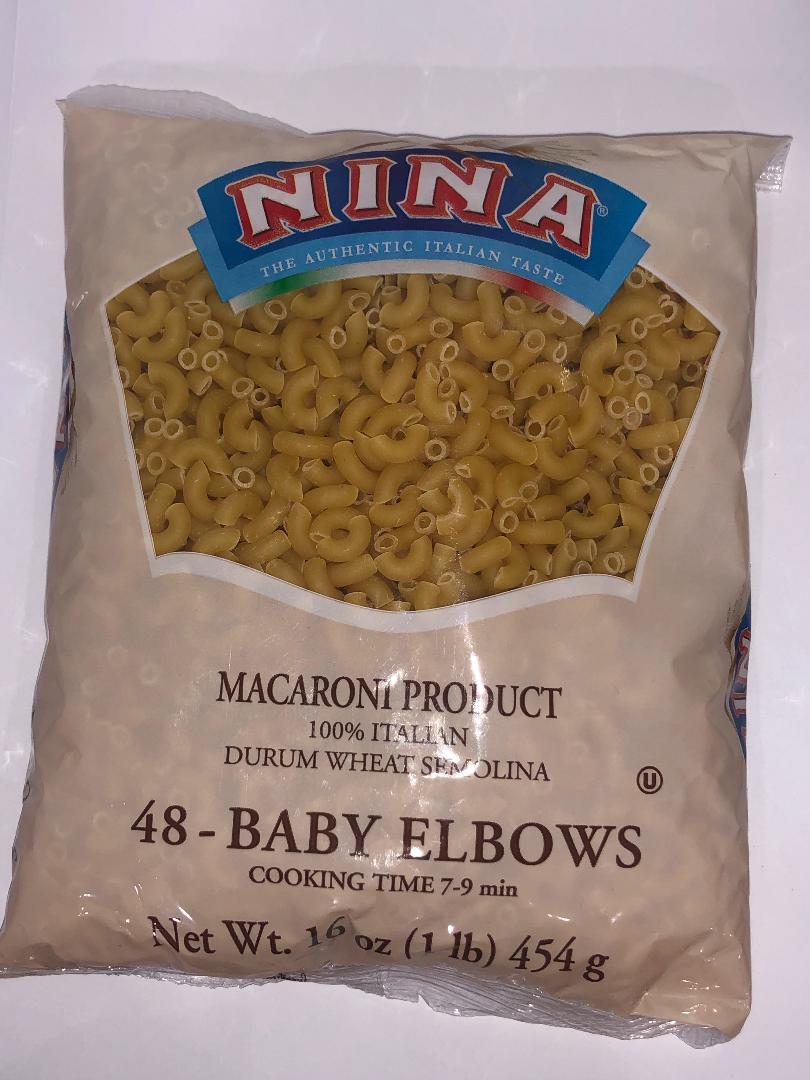 NINA®
THE AUTHENTIC ITALIAN TASTE
MACARONI PRODUCT
100% ITALIAN
DURUM WHEAT SEMOLINA
U
48 - BABY ELBOWS
COOKING TIME 7-9 min
Net Wt. 16 oz (1 lb) 454 g